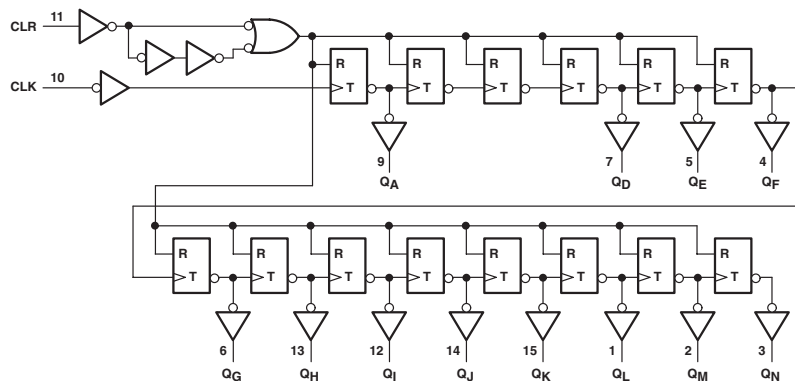 CLR 11
CLK 10
R R R R R R
T T T T T T
9 7 5 4
QA QD QE QF
R R R R R R R R
T T T T T T T T
6 13 12 14 15 1 2 3
QG QH QI QJ QK QL QM QN